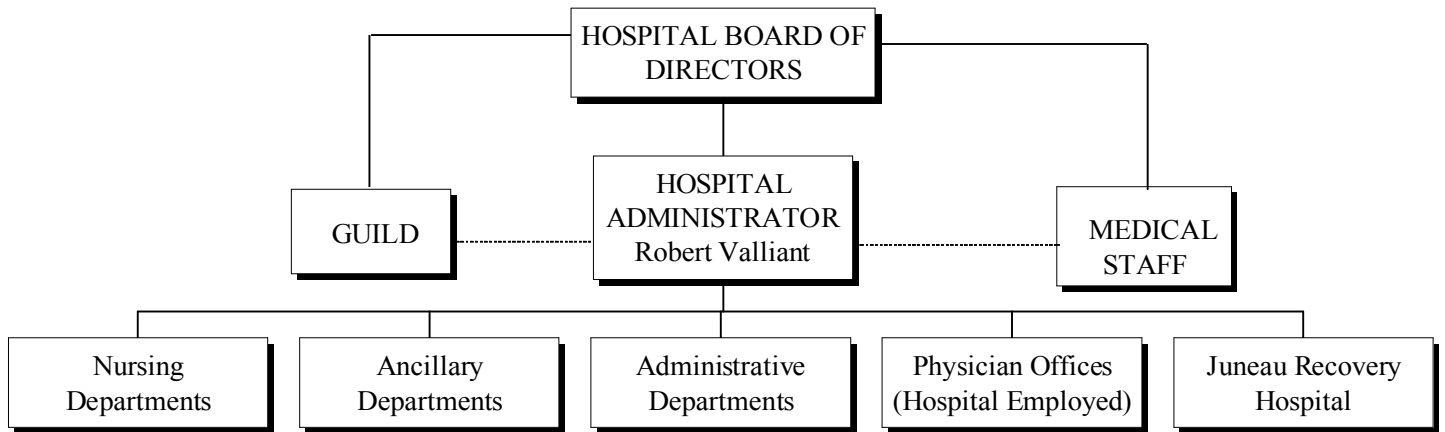 HOSPITAL BOARD OF
DIRECTORS
GUILD
HOSPITAL
ADMINISTRATOR
Robert Valliant
MEDICAL
STAFF
Nursing
Departments
Ancillary
Departments
Administrative
Departments
Physician Offices
(Hospital Employed)
Juneau Recovery
Hospital